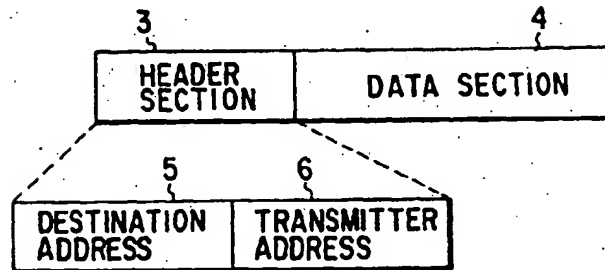 3
4
HEADER
SECTION
DATA SECTION
5
6
DESTINATION
ADDRESS
TRANSMITTER
ADDRESS